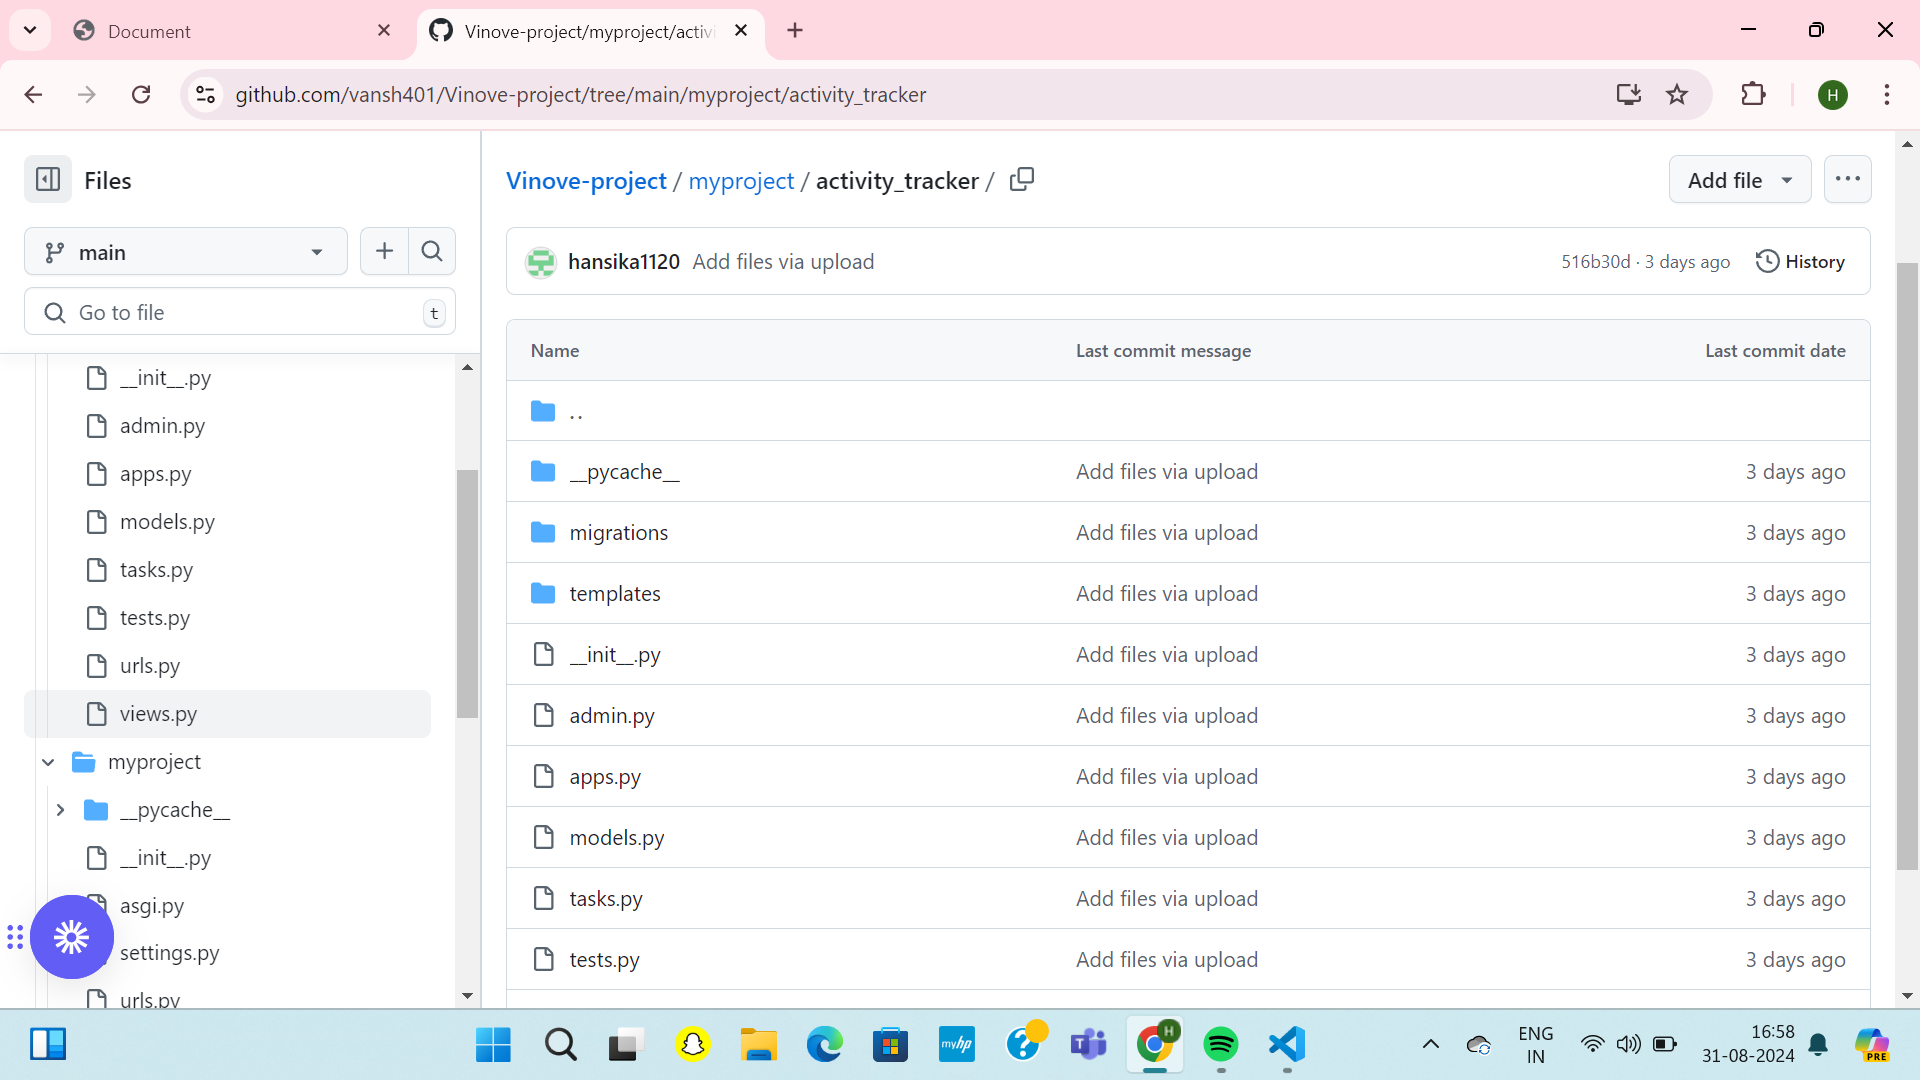 Document
Vinove-project/myproject/activi
github.com/vansh401/Vinove-project/tree/main/myproject/activity_tracker
H
Files
main
Go to file
t
__init__.py
admin.py
apps.py
models.py
tasks.py
tests.py
urls.py
views.py
myproject
__pycache__
__init__.py
asgi.py
settings.py
urls.py
Vinove-project / myproject / activity_tracker /
Add file
hansika1120 Add files via upload
516b30d · 3 days ago
History
Name Last commit message Last commit date
..
__pycache__ Add files via upload 3 days ago
migrations Add files via upload 3 days ago
templates Add files via upload 3 days ago
__init__.py Add files via upload 3 days ago
admin.py Add files via upload 3 days ago
apps.py Add files via upload 3 days ago
models.py Add files via upload 3 days ago
tasks.py Add files via upload 3 days ago
tests.py Add files via upload 3 days ago
myhp
?
T
H
ENG
IN
16:58
31-08-2024
PRE